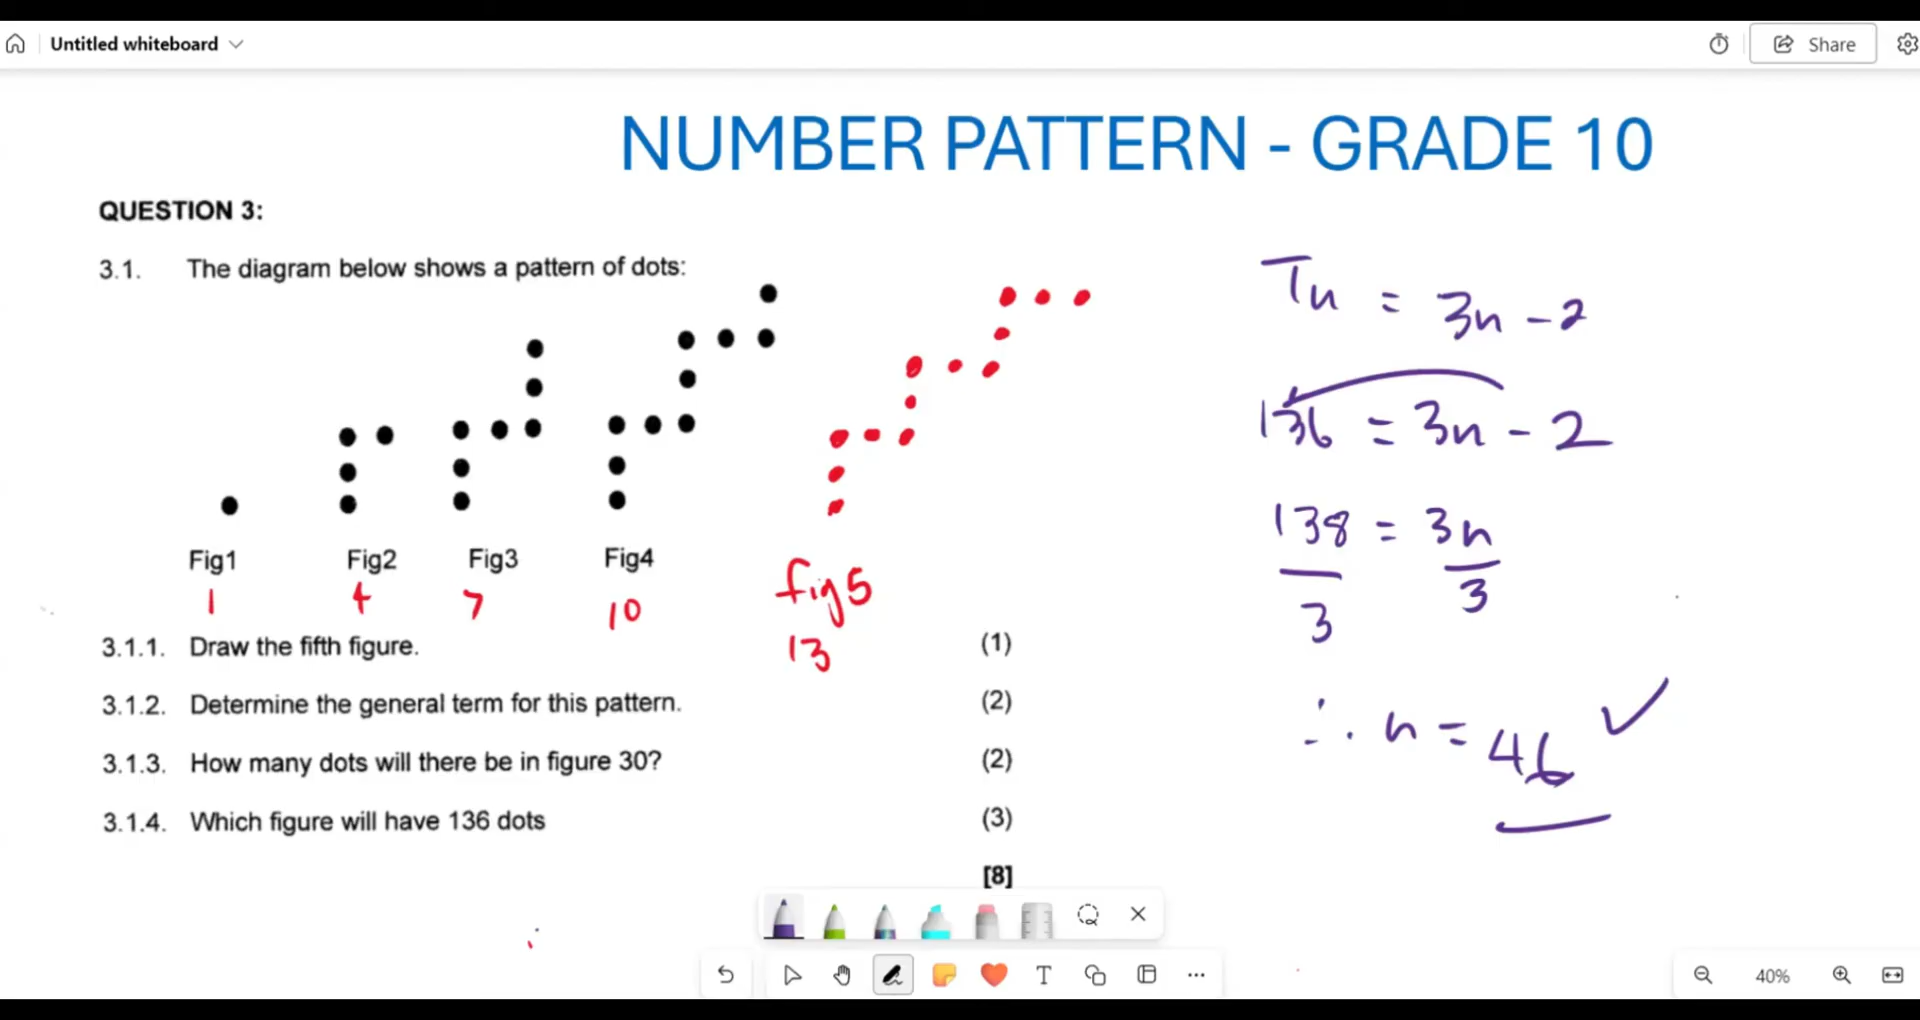 Untitled whiteboard
Share
NUMBER PATTERN - GRADE 10
QUESTION 3:
3.1. The diagram below shows a pattern of dots:
Fig1 Fig2 Fig3 Fig4 fig 5
1 4 7 10 13
3.1.1. Draw the fifth figure. (1)
3.1.2. Determine the general term for this pattern. (2)
3.1.3. How many dots will there be in figure 30? (2)
3.1.4. Which figure will have 136 dots (3)
[8]
Tn = 3n - 2
136 = 3n - 2
138 = 3n
3 3
∴ n = 46 ✓
T
40%